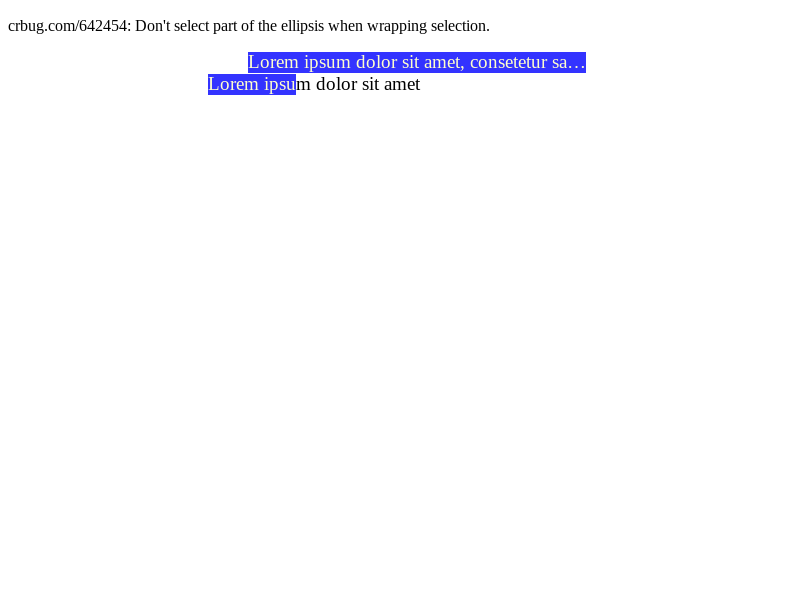 crbug.com/642454: Don't select part of the ellipsis when wrapping selection.
Lorem ipsum dolor sit amet, consetetur sa…
Lorem ipsum dolor sit amet